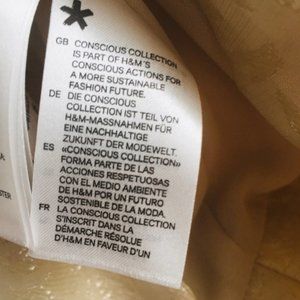 *
GB CONSCIOUS COLLECTION
IS PART OF H&M'S
CONSCIOUS ACTIONS FOR
A MORE SUSTAINABLE
FASHION FUTURE.
DE DIE CONSCIOUS
COLLECTION IST TEIL VON
H&M-MASSNAHMEN FÜR
EINE NACHHALTIGE
ZUKUNFT DER MODEWELT.
ES «CONSCIOUS COLLECTION»
FORMA PARTE DE LAS
ACCIONES RESPETUOSAS
CON EL MEDIO AMBIENTE
DE H&M POR UN FUTURO
SOSTENIBLE DE LA MODA.
FR LA CONSCIOUS COLLECTION
S'INSCRIT DANS LA
DÉMARCHE RÉSOLUE
D'H&M EN FAVEUR D'UN